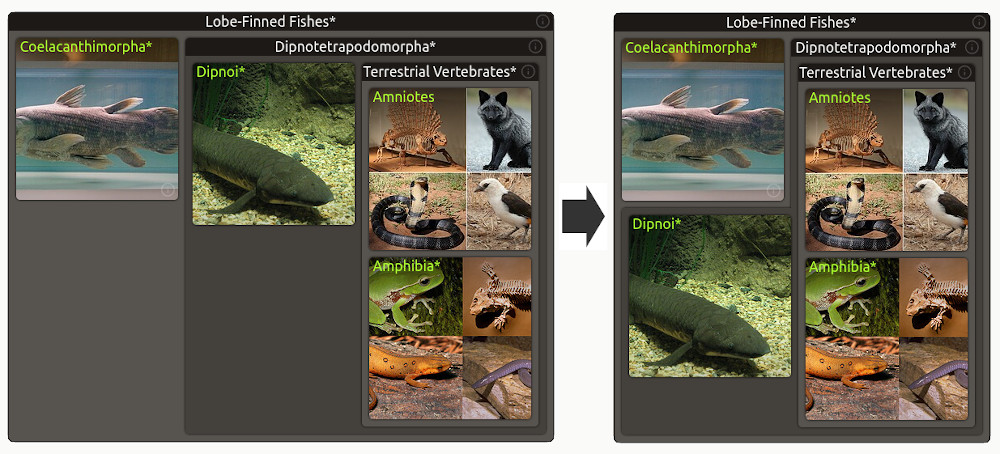 Lobe-Finned Fishes*
Coelacanthimorpha*
Dipnotetrapodomorpha*
Dipnoi*
Terrestrial Vertebrates*
Amniotes
Amphibia*
Lobe-Finned Fishes*
Coelacanthimorpha*
Dipnotetrapodomorpha*
Terrestrial Vertebrates*
Amniotes
Dipnoi*
Amphibia*